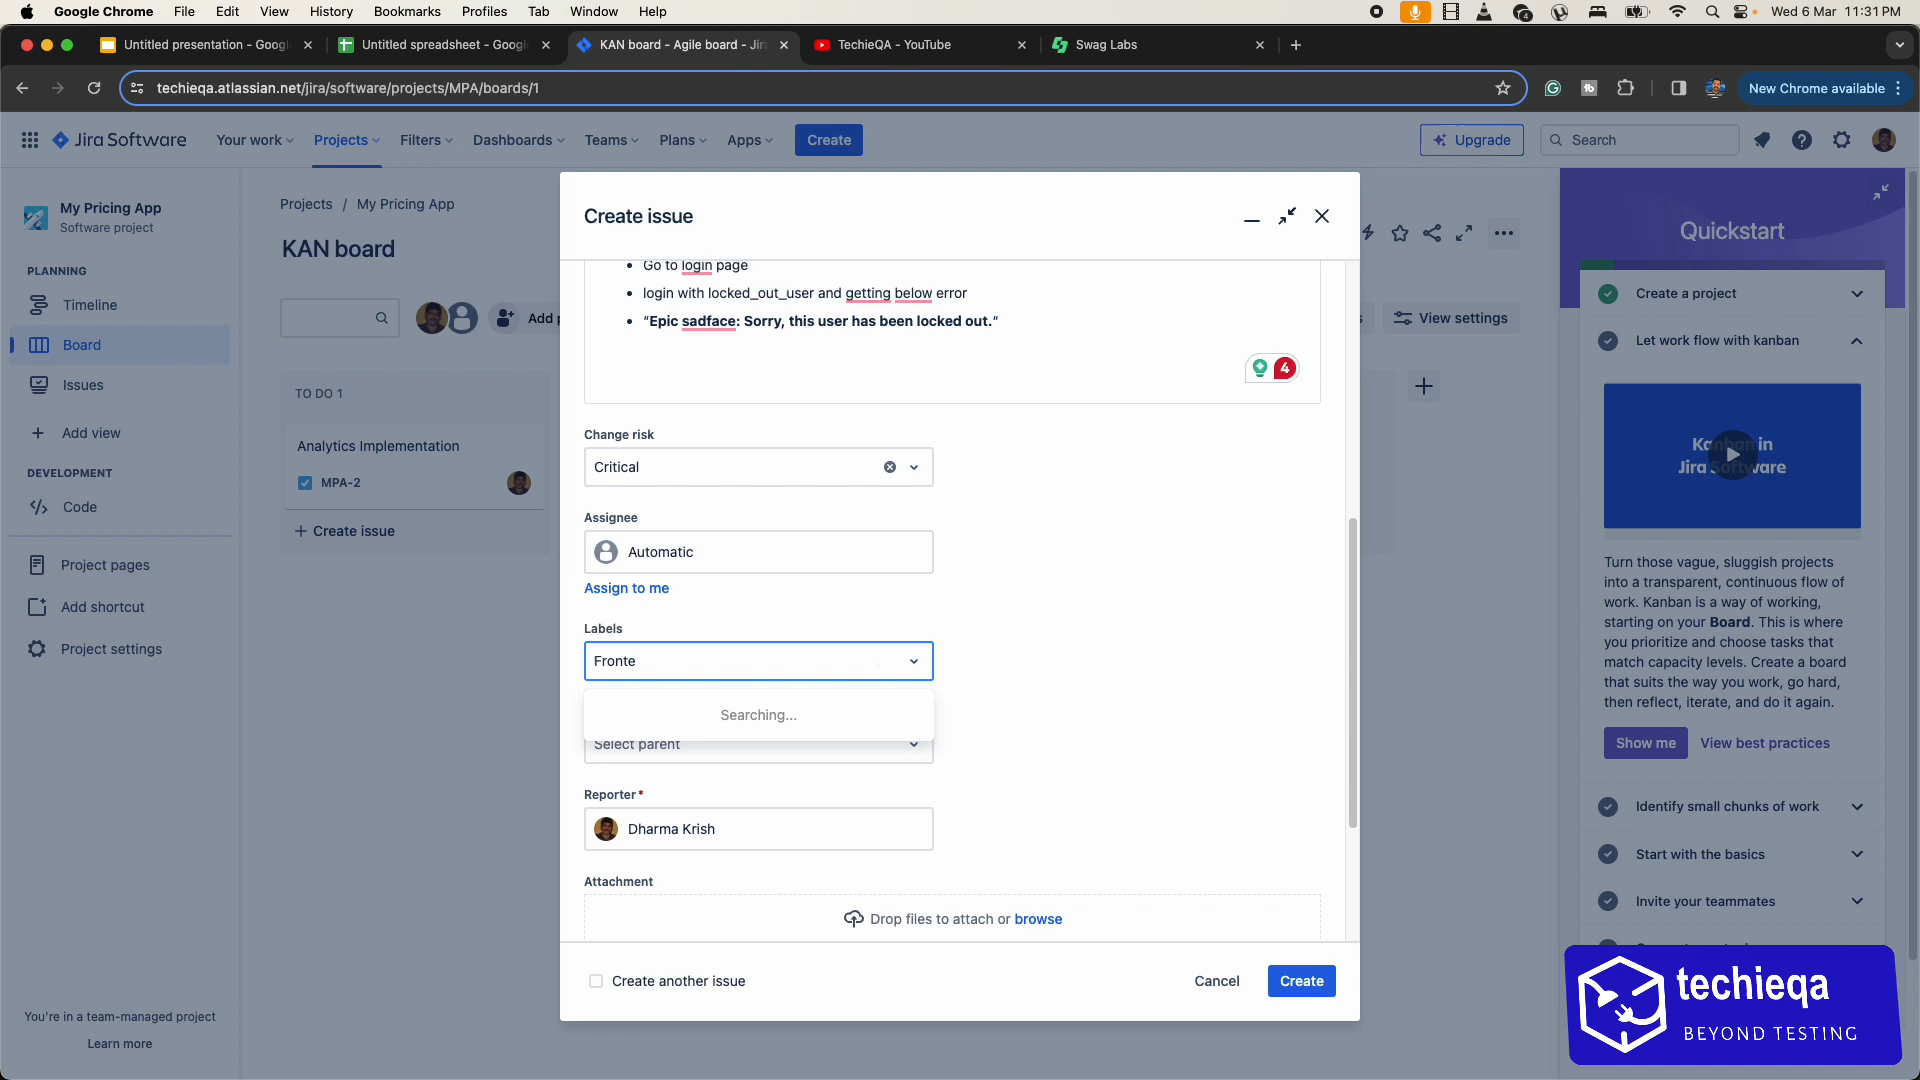 Google Chrome File Edit View History Bookmarks Profiles Tab Window Help
4
Wed 6 Mar 11:31 PM
Untitled presentation - Googl
Untitled spreadsheet - Googl
KAN board - Agile board - Jir
TechieQA - YouTube
Swag Labs
techieqa.atlassian.net/jira/software/projects/MPA/boards/1
New Chrome available
Jira Software
Your work Projects Filters Dashboards Teams Plans Apps Create
Upgrade
Search
My Pricing App
Software project
PLANNING
Timeline
Board
Issues
Add view
DEVELOPMENT
Code
Project pages
Add shortcut
Project settings
You're in a team-managed project
Learn more
Projects / My Pricing App
KAN board
Add
View settings
TO DO 1
Analytics Implementation
MPA-2
Create issue
Create issue
Go to login page
login with locked_out_user and getting below error
“Epic sadface: Sorry, this user has been locked out.“
4
Change risk
Critical
Assignee
Automatic
Assign to me
Labels
Fronte
Searching...
Select parent
Reporter*
Dharma Krish
Attachment
Drop files to attach or browse
Create another issue
Cancel
Create
Quickstart
Create a project
Let work flow with kanban
Kanban in
Jira Software
Turn those vague, sluggish projects
into a transparent, continuous flow of
work. Kanban is a way of working,
starting on your Board. This is where
you prioritize and choose tasks that
match capacity levels. Create a board
that suits the way you work, go hard,
then reflect, iterate, and do it again.
Show me
View best practices
Identify small chunks of work
Start with the basics
Invite your teammates
techieqa
BEYOND TESTING